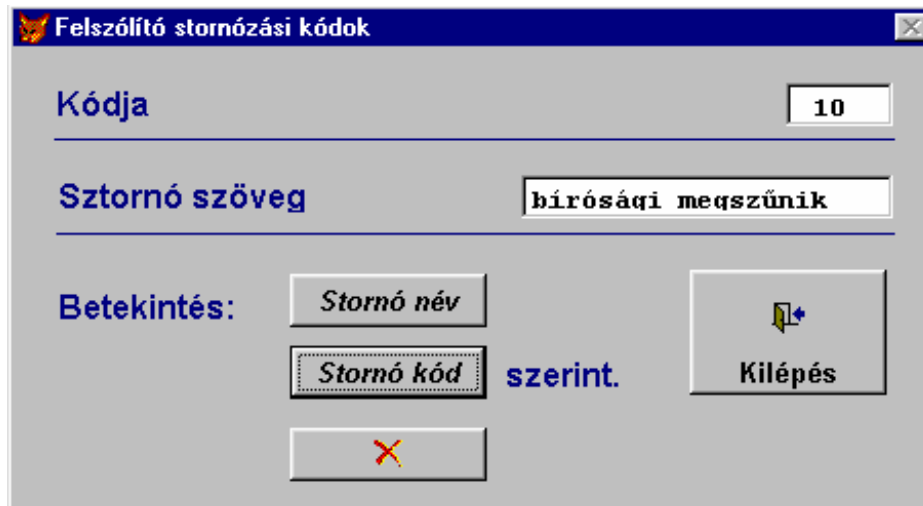 Felszólító stornózási kódok
Kódja 10
Sztornó szöveg bírósági megszűnik
Betekintés: Stornó név
Stornó kód szerint.
Kilépés